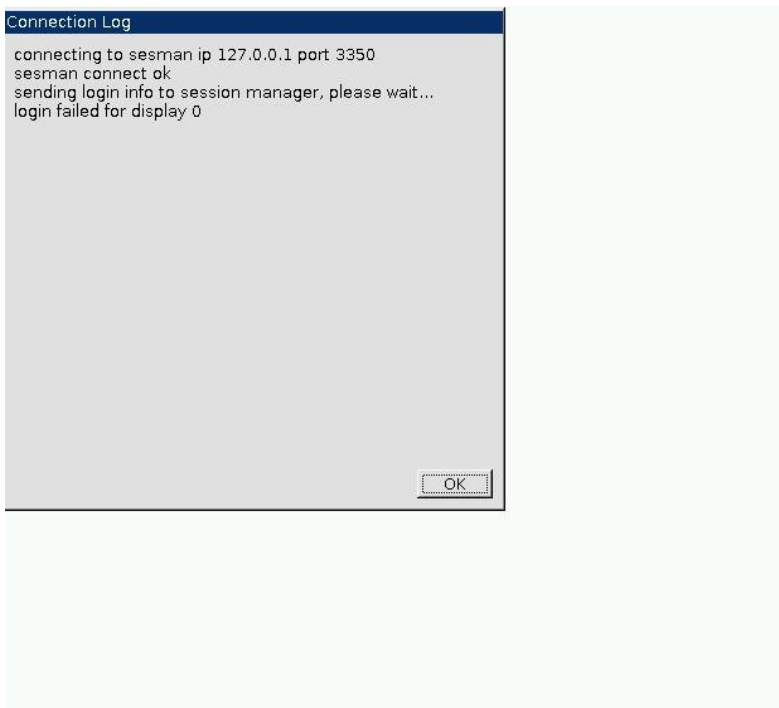 Connection Log
connecting to sesman ip 127.0.0.1 port 3350
sesman connect ok
sending login info to session manager, please wait...
login failed for display 0
OK